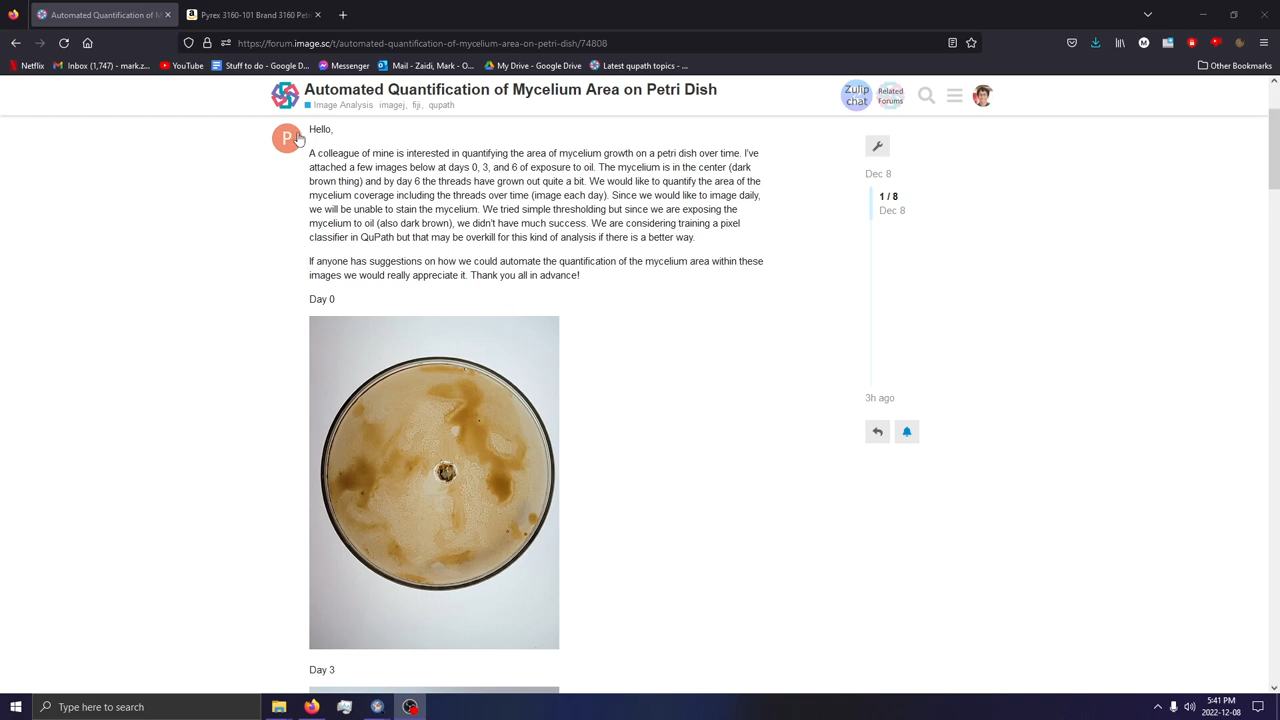 Automated Quantification of M
Pyrex 3160-101 Brand 3160 Petr
https://forum.image.sc/t/automated-quantification-of-mycelium-area-on-petri-dish/74808
Netflix
Inbox (1,747) - mark.z...
YouTube
Stuff to do - Google D...
Messenger
Mail - Zaidi, Mark - O...
My Drive - Google Drive
Latest qupath topics - ...
Other Bookmarks
Automated Quantification of Mycelium Area on Petri Dish
Image Analysis imagej, fiji, qupath
Zulip
chat
Related
Forums
P
Hello,
A colleague of mine is interested in quantifying the area of mycelium growth on a petri dish over time. I've
attached a few images below at days 0, 3, and 6 of exposure to oil. The mycelium is in the center (dark
brown thing) and by day 6 the threads have grown out quite a bit. We would like to quantify the area of the
mycelium coverage including the threads over time (image each day). Since we would like to image daily,
we will be unable to stain the mycelium. We tried simple thresholding but since we are exposing the
mycelium to oil (also dark brown), we didn't have much success. We are considering training a pixel
classifier in QuPath but that may be overkill for this kind of analysis if there is a better way.
If anyone has suggestions on how we could automate the quantification of the mycelium area within these
images we would really appreciate it. Thank you all in advance!
Day 0
Day 3
Dec 8
1 / 8
Dec 8
3h ago
Type here to search
5:41 PM
2022-12-08